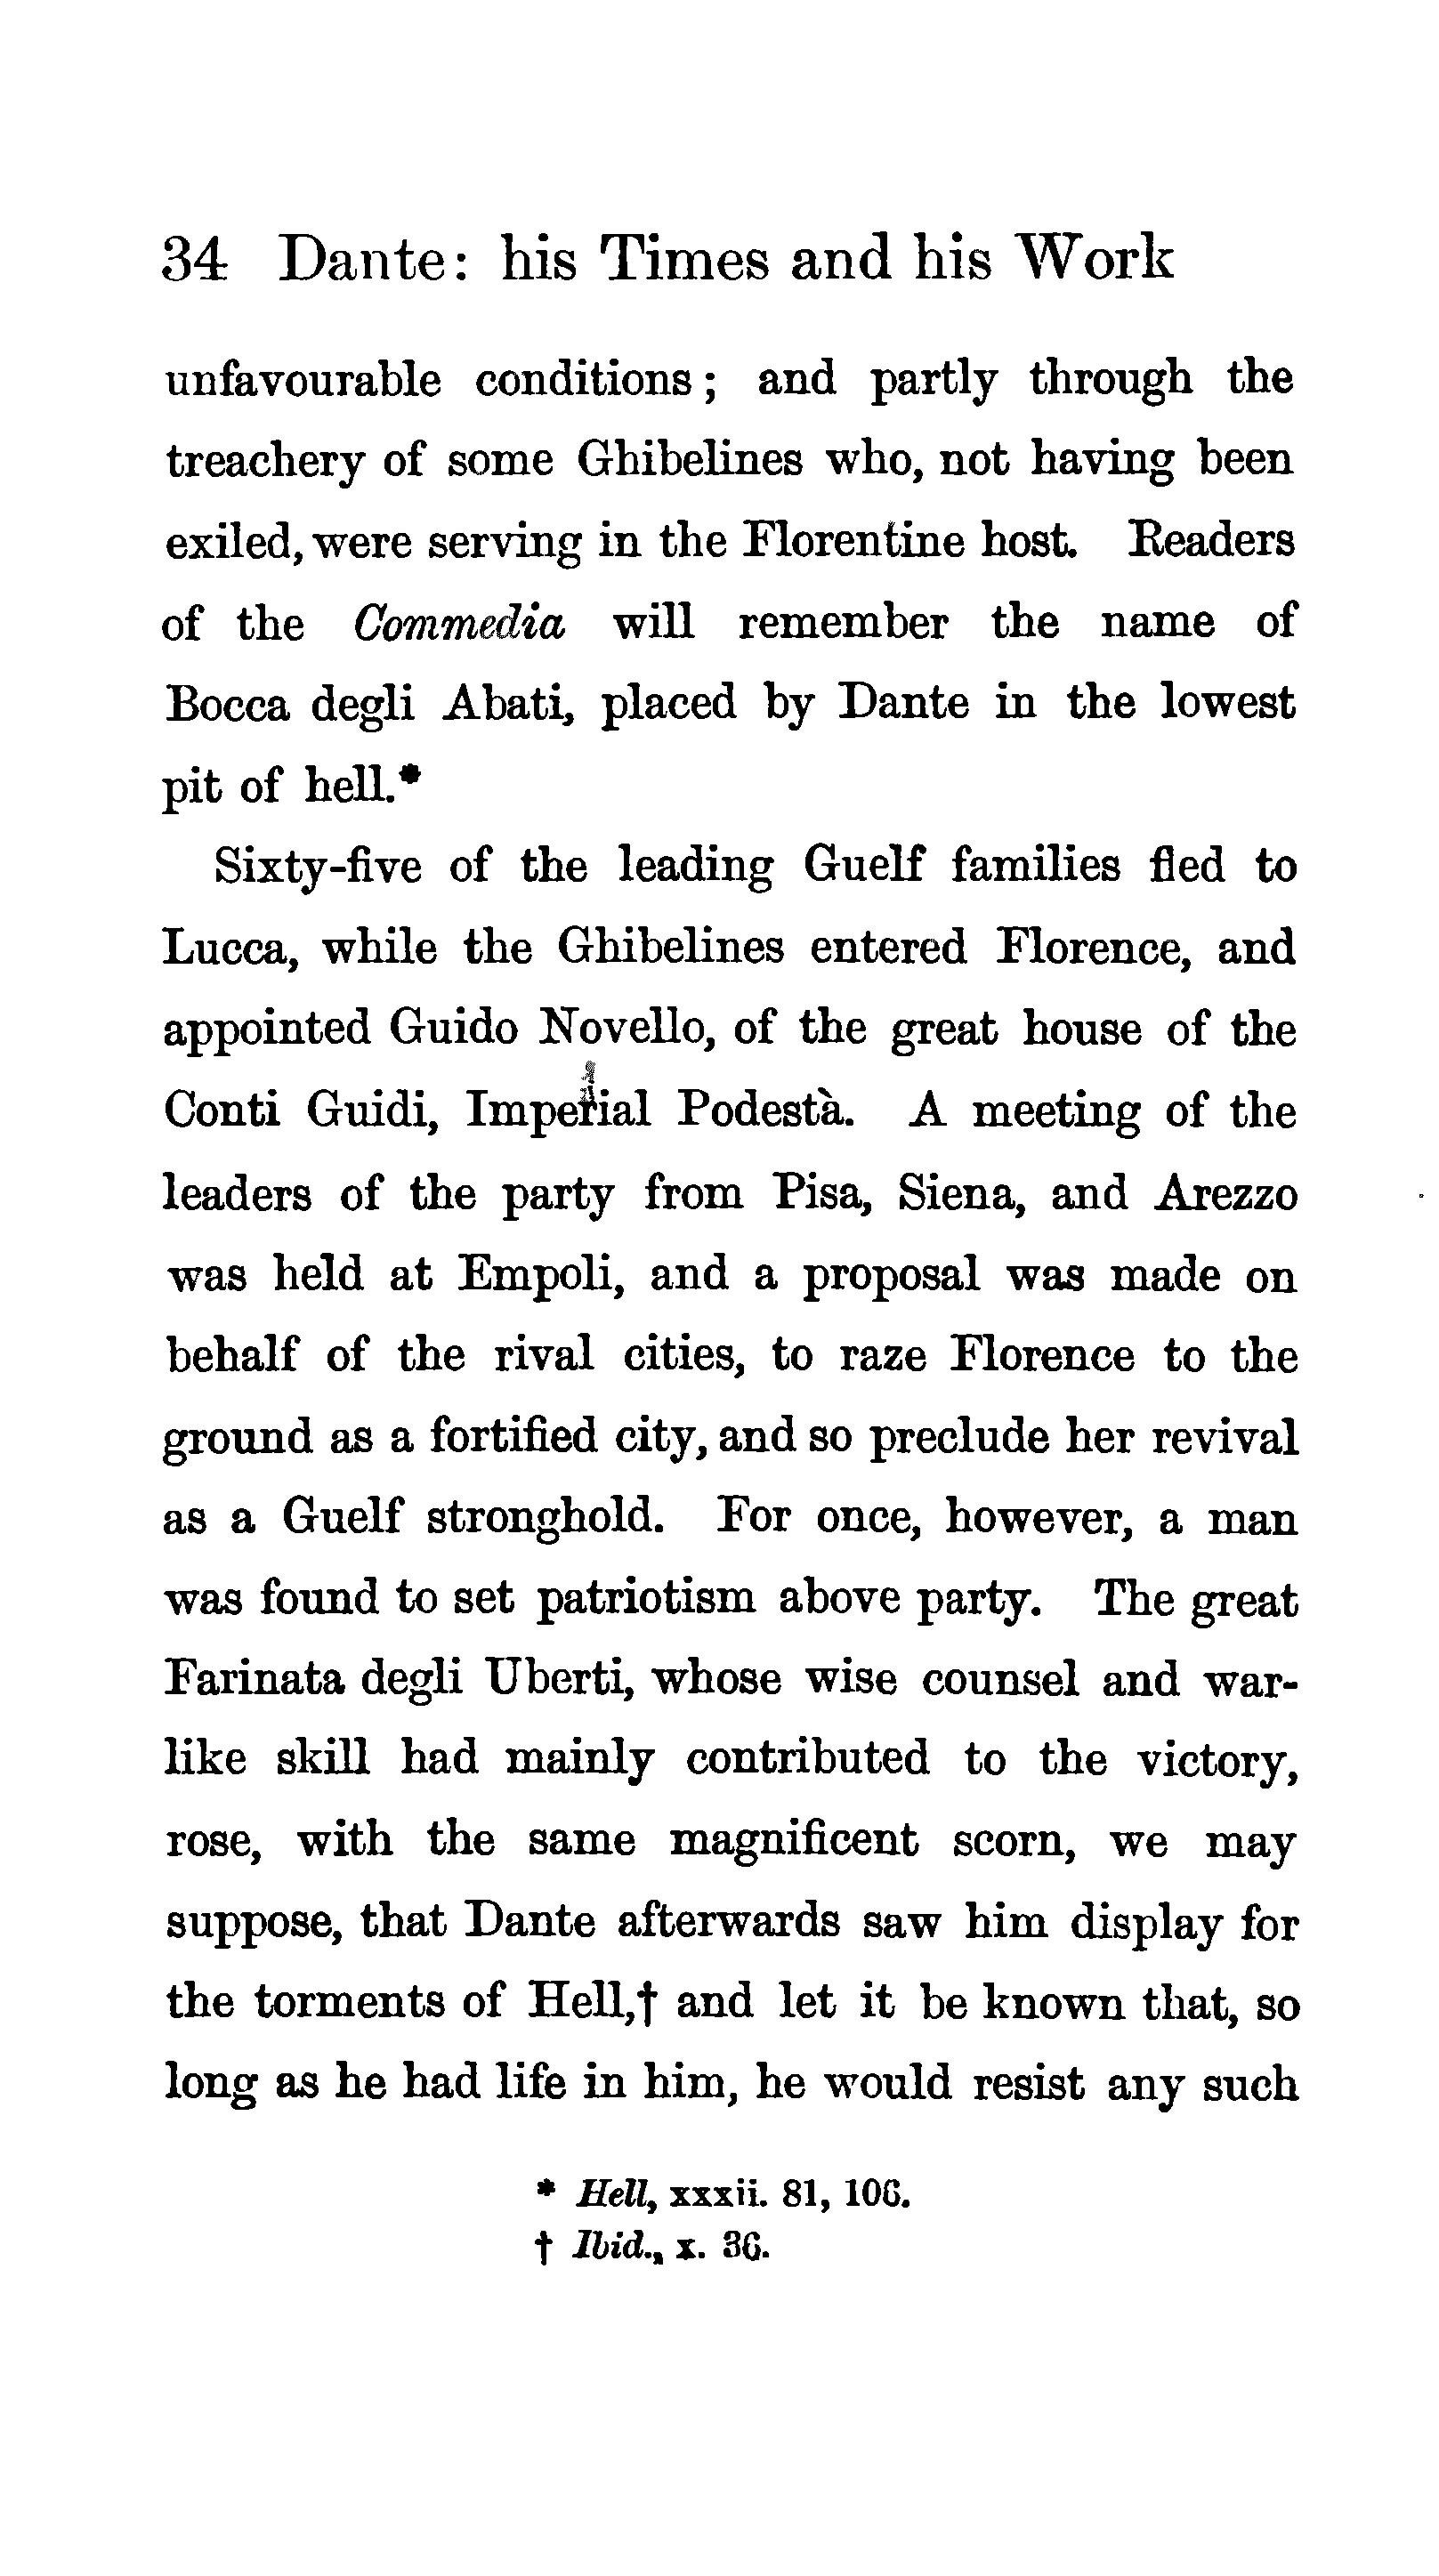 34 Dante: his Times and his Work
unfavourable conditions; and partly through the
treachery of some Ghibelines who, not having been
exiled, were serving in the Florentine host. Readers
of the Commedia will remember the name of
Bocca degli Abati, placed by Dante in the lowest
pit of hell.*
Sixty-five of the leading Guelf families fled to
Lucca, while the Ghibelines entered Florence, and
appointed Guido Novello, of the great house of the
Conti Guidi, Imperial Podestà. A meeting of the
leaders of the party from Pisa, Siena, and Arezzo
was held at Empoli, and a proposal was made on
behalf of the rival cities, to raze Florence to the
ground as a fortified city, and so preclude her revival
as a Guelf stronghold. For once, however, a man
was found to set patriotism above party. The great
Farinata degli Uberti, whose wise counsel and war-
like skill had mainly contributed to the victory,
rose, with the same magnificent scorn, we may
suppose, that Dante afterwards saw him display for
the torments of Hell,† and let it be known that, so
long as he had life in him, he would resist any such
* Hell, xxxii. 81, 106.
† Ibid., x. 36.